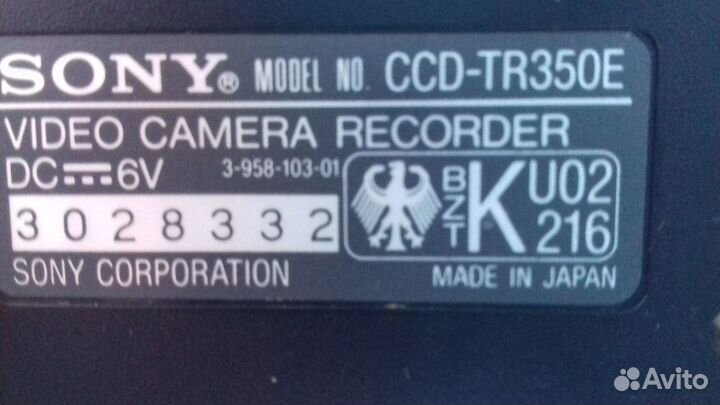 SONY® MODEL NO. CCD-TR350E
VIDEO CAMERA RECORDER
DC⎓6V 3-958-103-01
3028332
BZT K U02 216
SONY CORPORATION MADE IN JAPAN
Avito